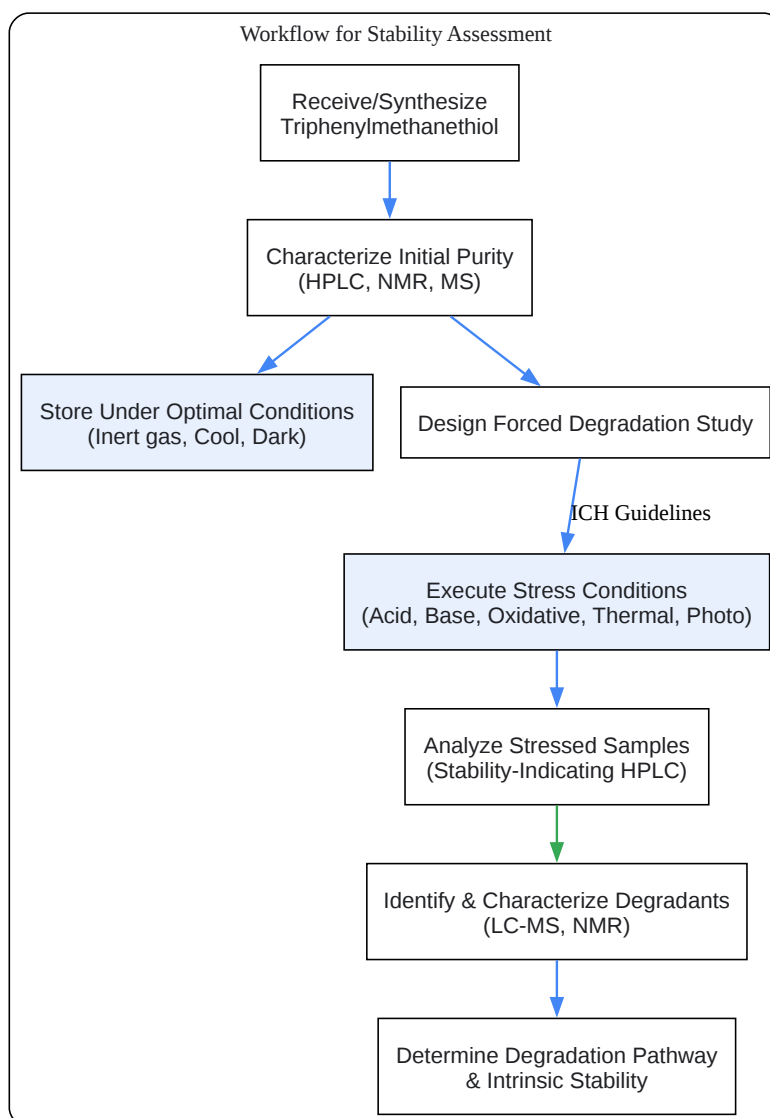 Workflow for Stability Assessment
Receive/Synthesize
Triphenylmethanethiol
Characterize Initial Purity
(HPLC, NMR, MS)
Store Under Optimal Conditions
(Inert gas, Cool, Dark)
Design Forced Degradation Study
ICH Guidelines
Execute Stress Conditions
(Acid, Base, Oxidative, Thermal, Photo)
Analyze Stressed Samples
(Stability-Indicating HPLC)
Identify & Characterize Degradants
(LC-MS, NMR)
Determine Degradation Pathway
& Intrinsic Stability